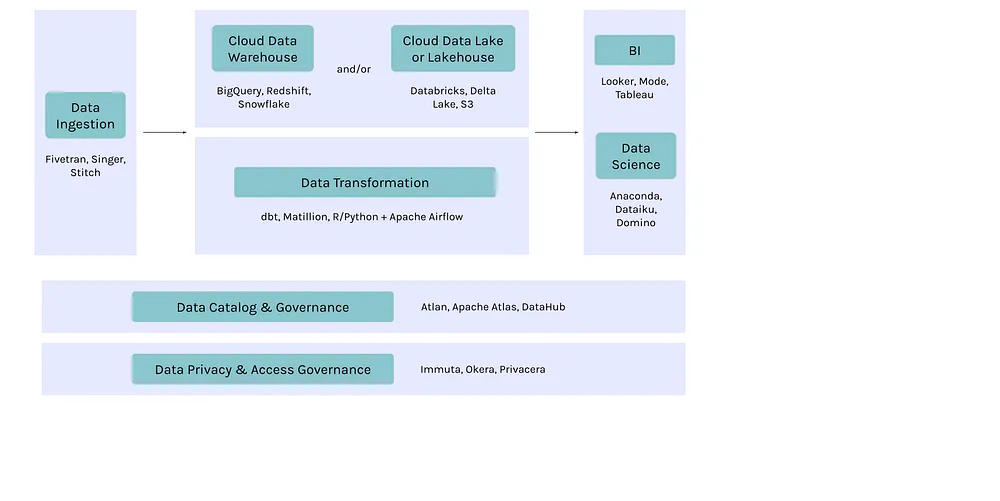 Data
Ingestion
Fivetran, Singer,
Stitch
Cloud Data
Warehouse
BigQuery, Redshift,
Snowflake
and/or
Cloud Data Lake
or Lakehouse
Databricks, Delta
Lake, S3
Data Transformation
dbt, Matillion, R/Python + Apache Airflow
BI
Looker, Mode,
Tableau
Data
Science
Anaconda,
Dataiku,
Domino
Data Catalog & Governance
Atlan, Apache Atlas, DataHub
Data Privacy & Access Governance
Immuta, Okera, Privacera